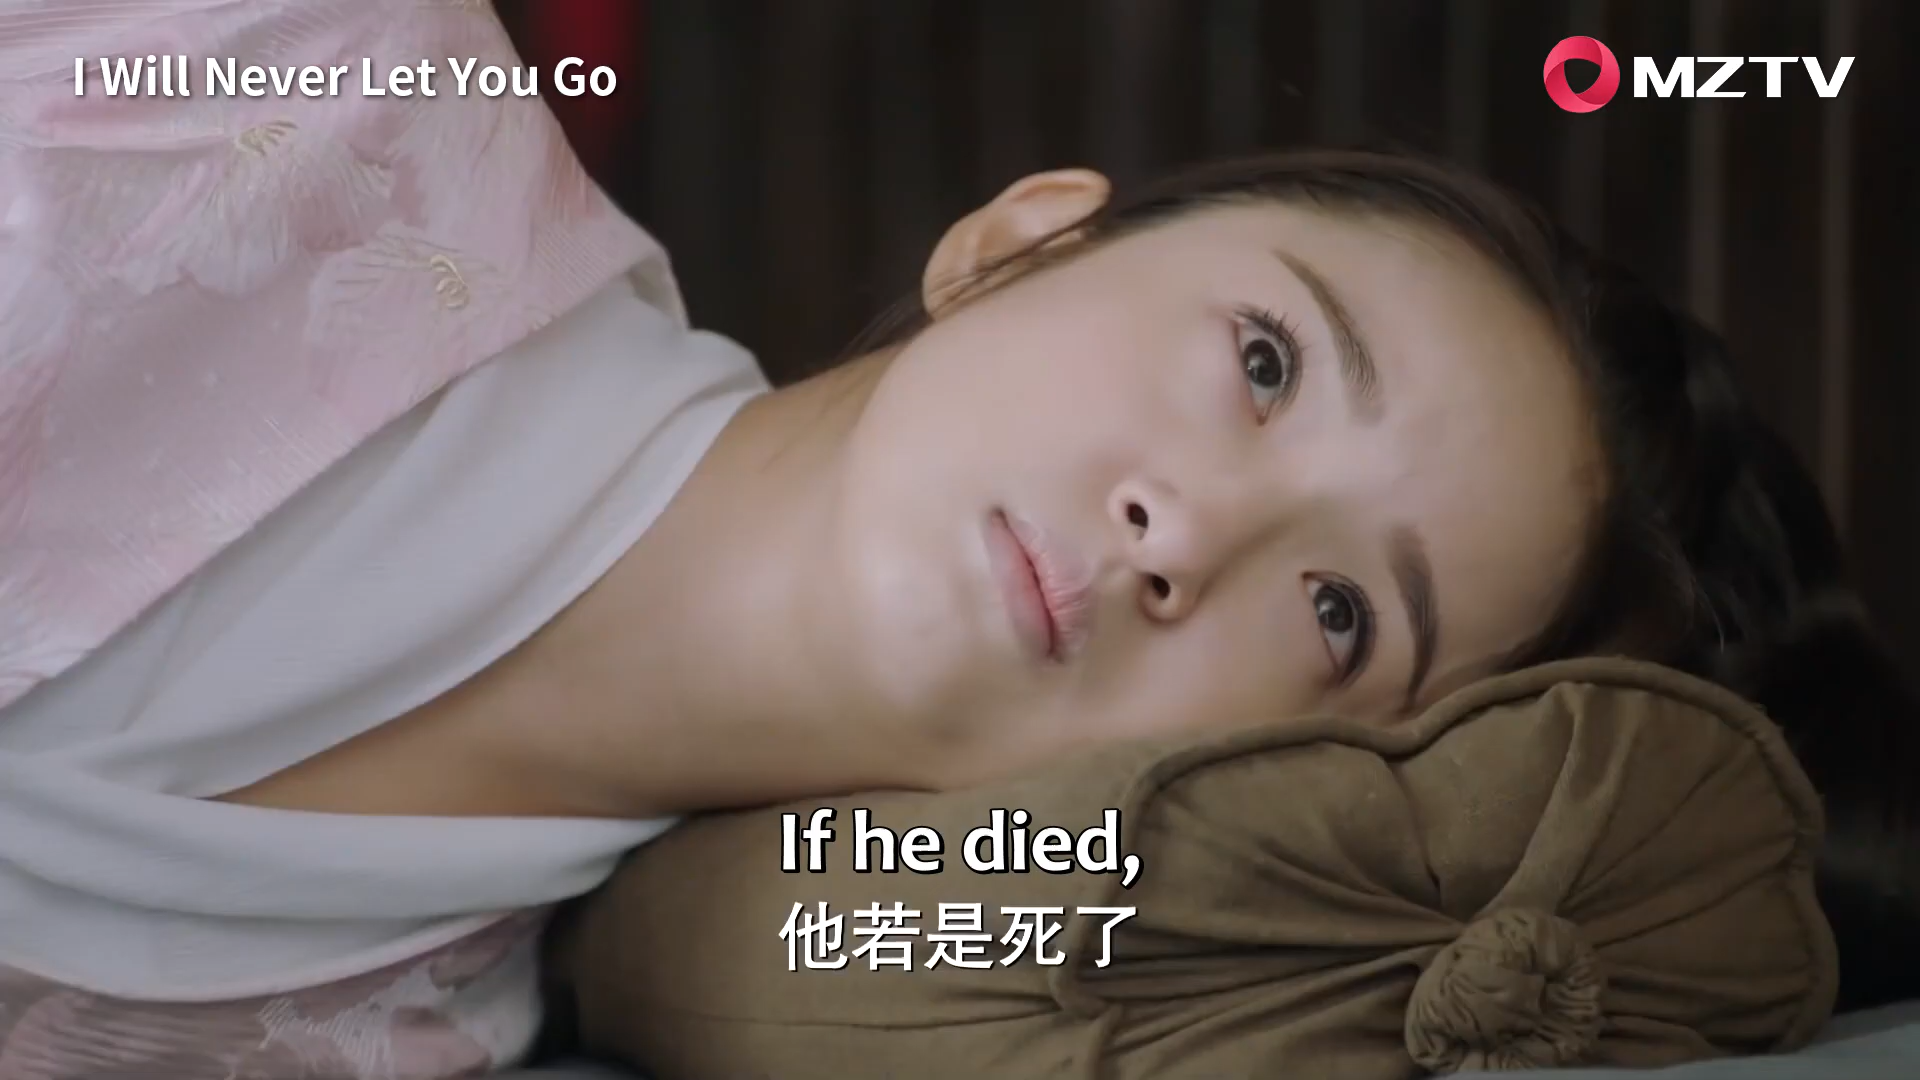 I Will Never Let You Go
MZTV
If he died,
他若是死了